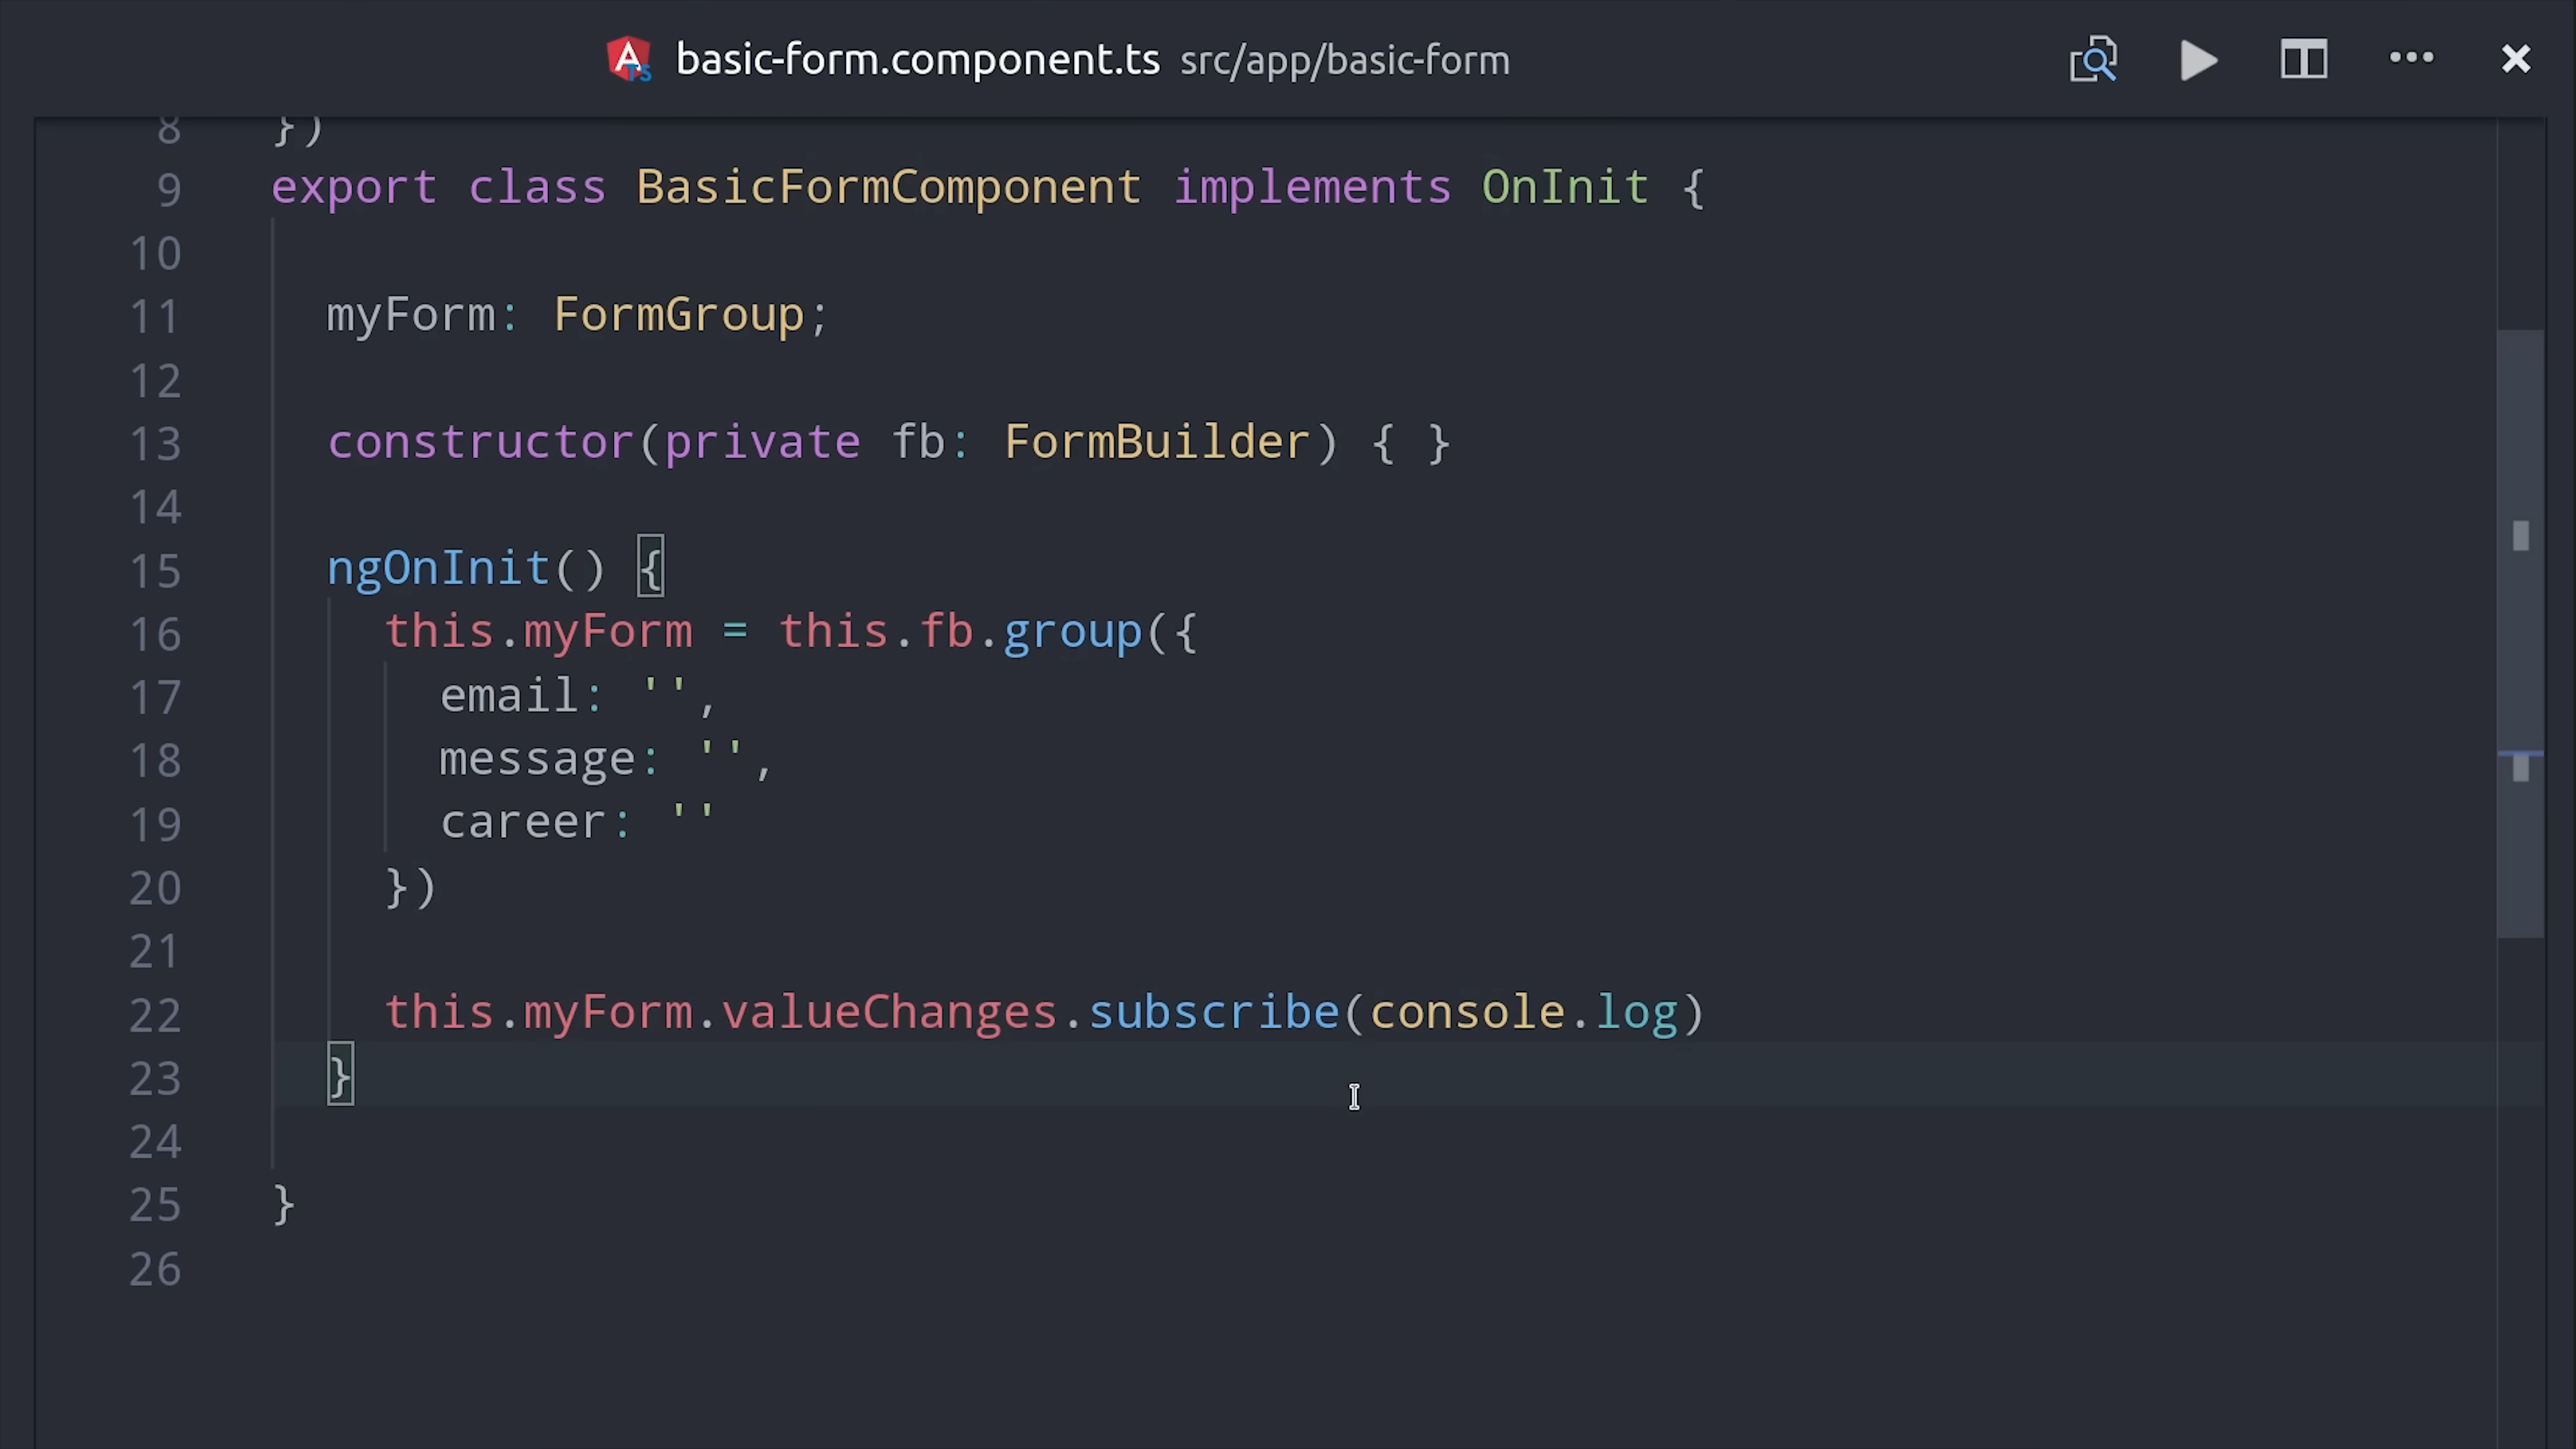 basic-form.component.ts src/app/basic-form
8 })
9 export class BasicFormComponent implements OnInit {
10
11 myForm: FormGroup;
12
13 constructor(private fb: FormBuilder) { }
14
15 ngOnInit() {
16 this.myForm = this.fb.group({
17 email: '',
18 message: '',
19 career: ''
20 })
21
22 this.myForm.valueChanges.subscribe(console.log)
23 }
24
25 }
26